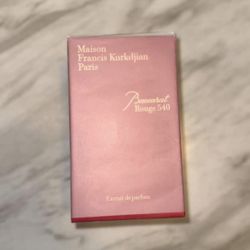 Maison
Francis Kurkdjian
Paris
Baccarat
Rouge 540
Extrait de parfum